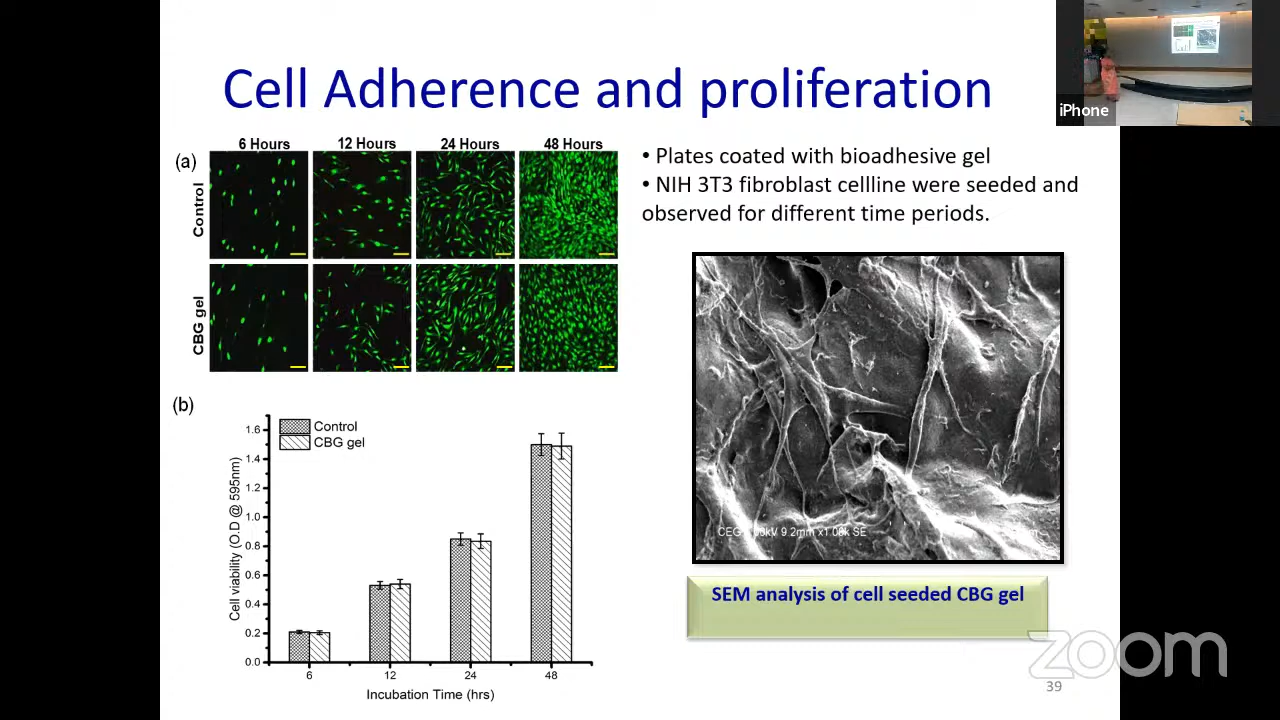 Cell Adherence and proliferation
iPhone
(a)
6 Hours
12 Hours
24 Hours
48 Hours
Control
CBG gel
• Plates coated with bioadhesive gel
• NIH 3T3 fibroblast cellline were seeded and
observed for different time periods.
CEG
9.2mm x1.00k SE
SEM analysis of cell seeded CBG gel
(b)
Control
CBG gel
Cell viability (O.D @ 595nm)
1.6
1.4
1.2
1.0
0.8
0.6
0.4
0.2
0.0
6
12
24
48
Incubation Time (hrs)
zoom
39